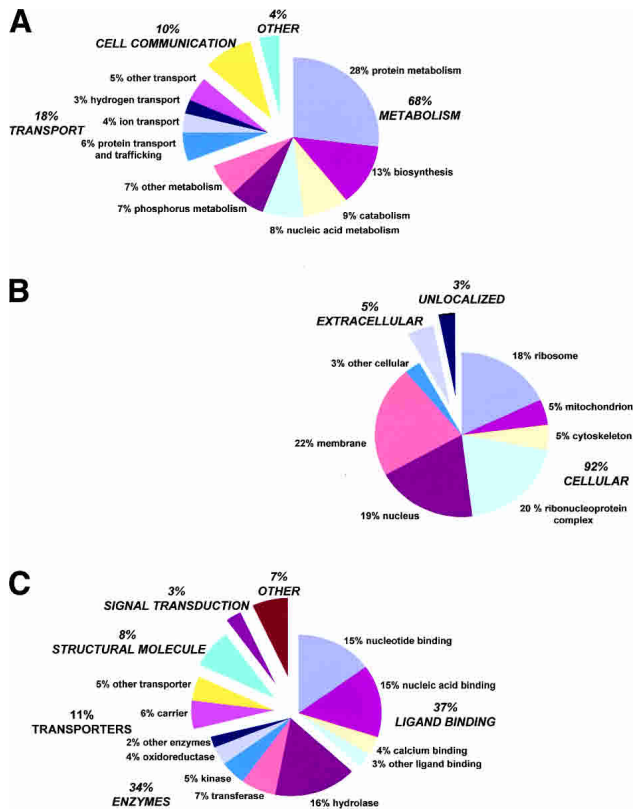 A
4%
OTHER
10%
CELL COMMUNICATION
5% other transport
3% hydrogen transport
18%
TRANSPORT
4% ion transport
6% protein transport
and trafficking
7% other metabolism
7% phosphorus metabolism
8% nucleic acid metabolism
9% catabolism
13% biosynthesis
68%
METABOLISM
28% protein metabolism
B
3%
UNLOCALIZED
5%
EXTRACELLULAR
3% other cellular
22% membrane
19% nucleus
20 % ribonucleoprotein
complex
92%
CELLULAR
5% cytoskeleton
5% mitochondrion
18% ribosome
C
7%
OTHER
3%
SIGNAL TRANSDUCTION
8%
STRUCTURAL MOLECULE
5% other transporter
11%
TRANSPORTERS
6% carrier
2% other enzymes
4% oxidoreductase
5% kinase
34%
ENZYMES
7% transferase
16% hydrolase
3% other ligand binding
4% calcium binding
37%
LIGAND BINDING
15% nucleic acid binding
15% nucleotide binding